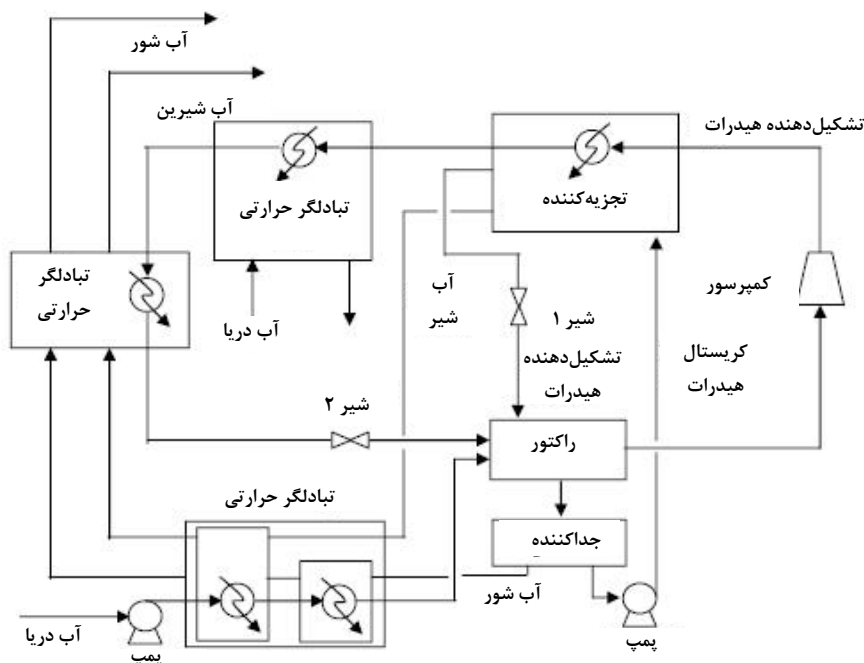 آب شور
آب شیرین
تشکیل‌دهنده هیدرات
تبادلگر حرارتی
تجزیه‌کننده
تبادلگر
حرارتی
آب دریا
آب
شیر
شیر ۱
تشکیل‌دهنده
هیدرات
کریستال
هیدرات
کمپرسور
شیر ۲
راکتور
تبادلگر حرارتی
جداکننده
آب شور
آب دریا
پمپ
پمپ